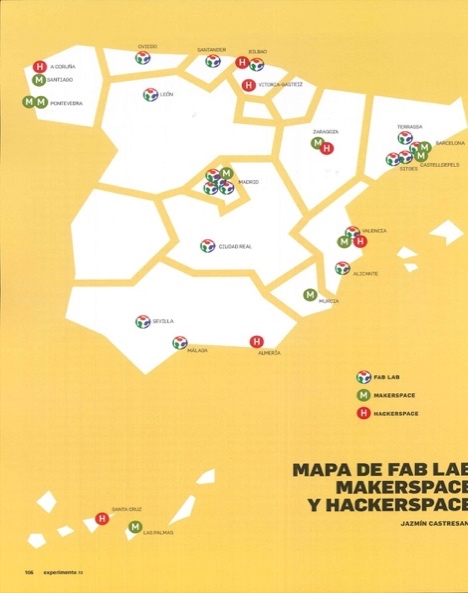 OVIEDO
SANTANDER
BILBAO
H
H
A CORUÑA
M
SANTIAGO
H
VITORIA-GASTEIZ
LEÓN
M M
PONTEVEDRA
TERRASSA
ZARAGOZA
M
H
M
BARCELONA
M
CASTELLDEFELS
SITGES
M
MADRID
VALENCIA
M
H
CIUDAD REAL
ALICANTE
M
MURCIA
SEVILLA
MÁLAGA
H
ALMERÍA
FAB LAB
M MAKERSPACE
H HACKERSPACE
MAPA DE FAB LAB
MAKERSPACE
Y HACKERSPACE
JAZMÍN CASTRESAN
SANTA CRUZ
H
M
LAS PALMAS
106 experimenta